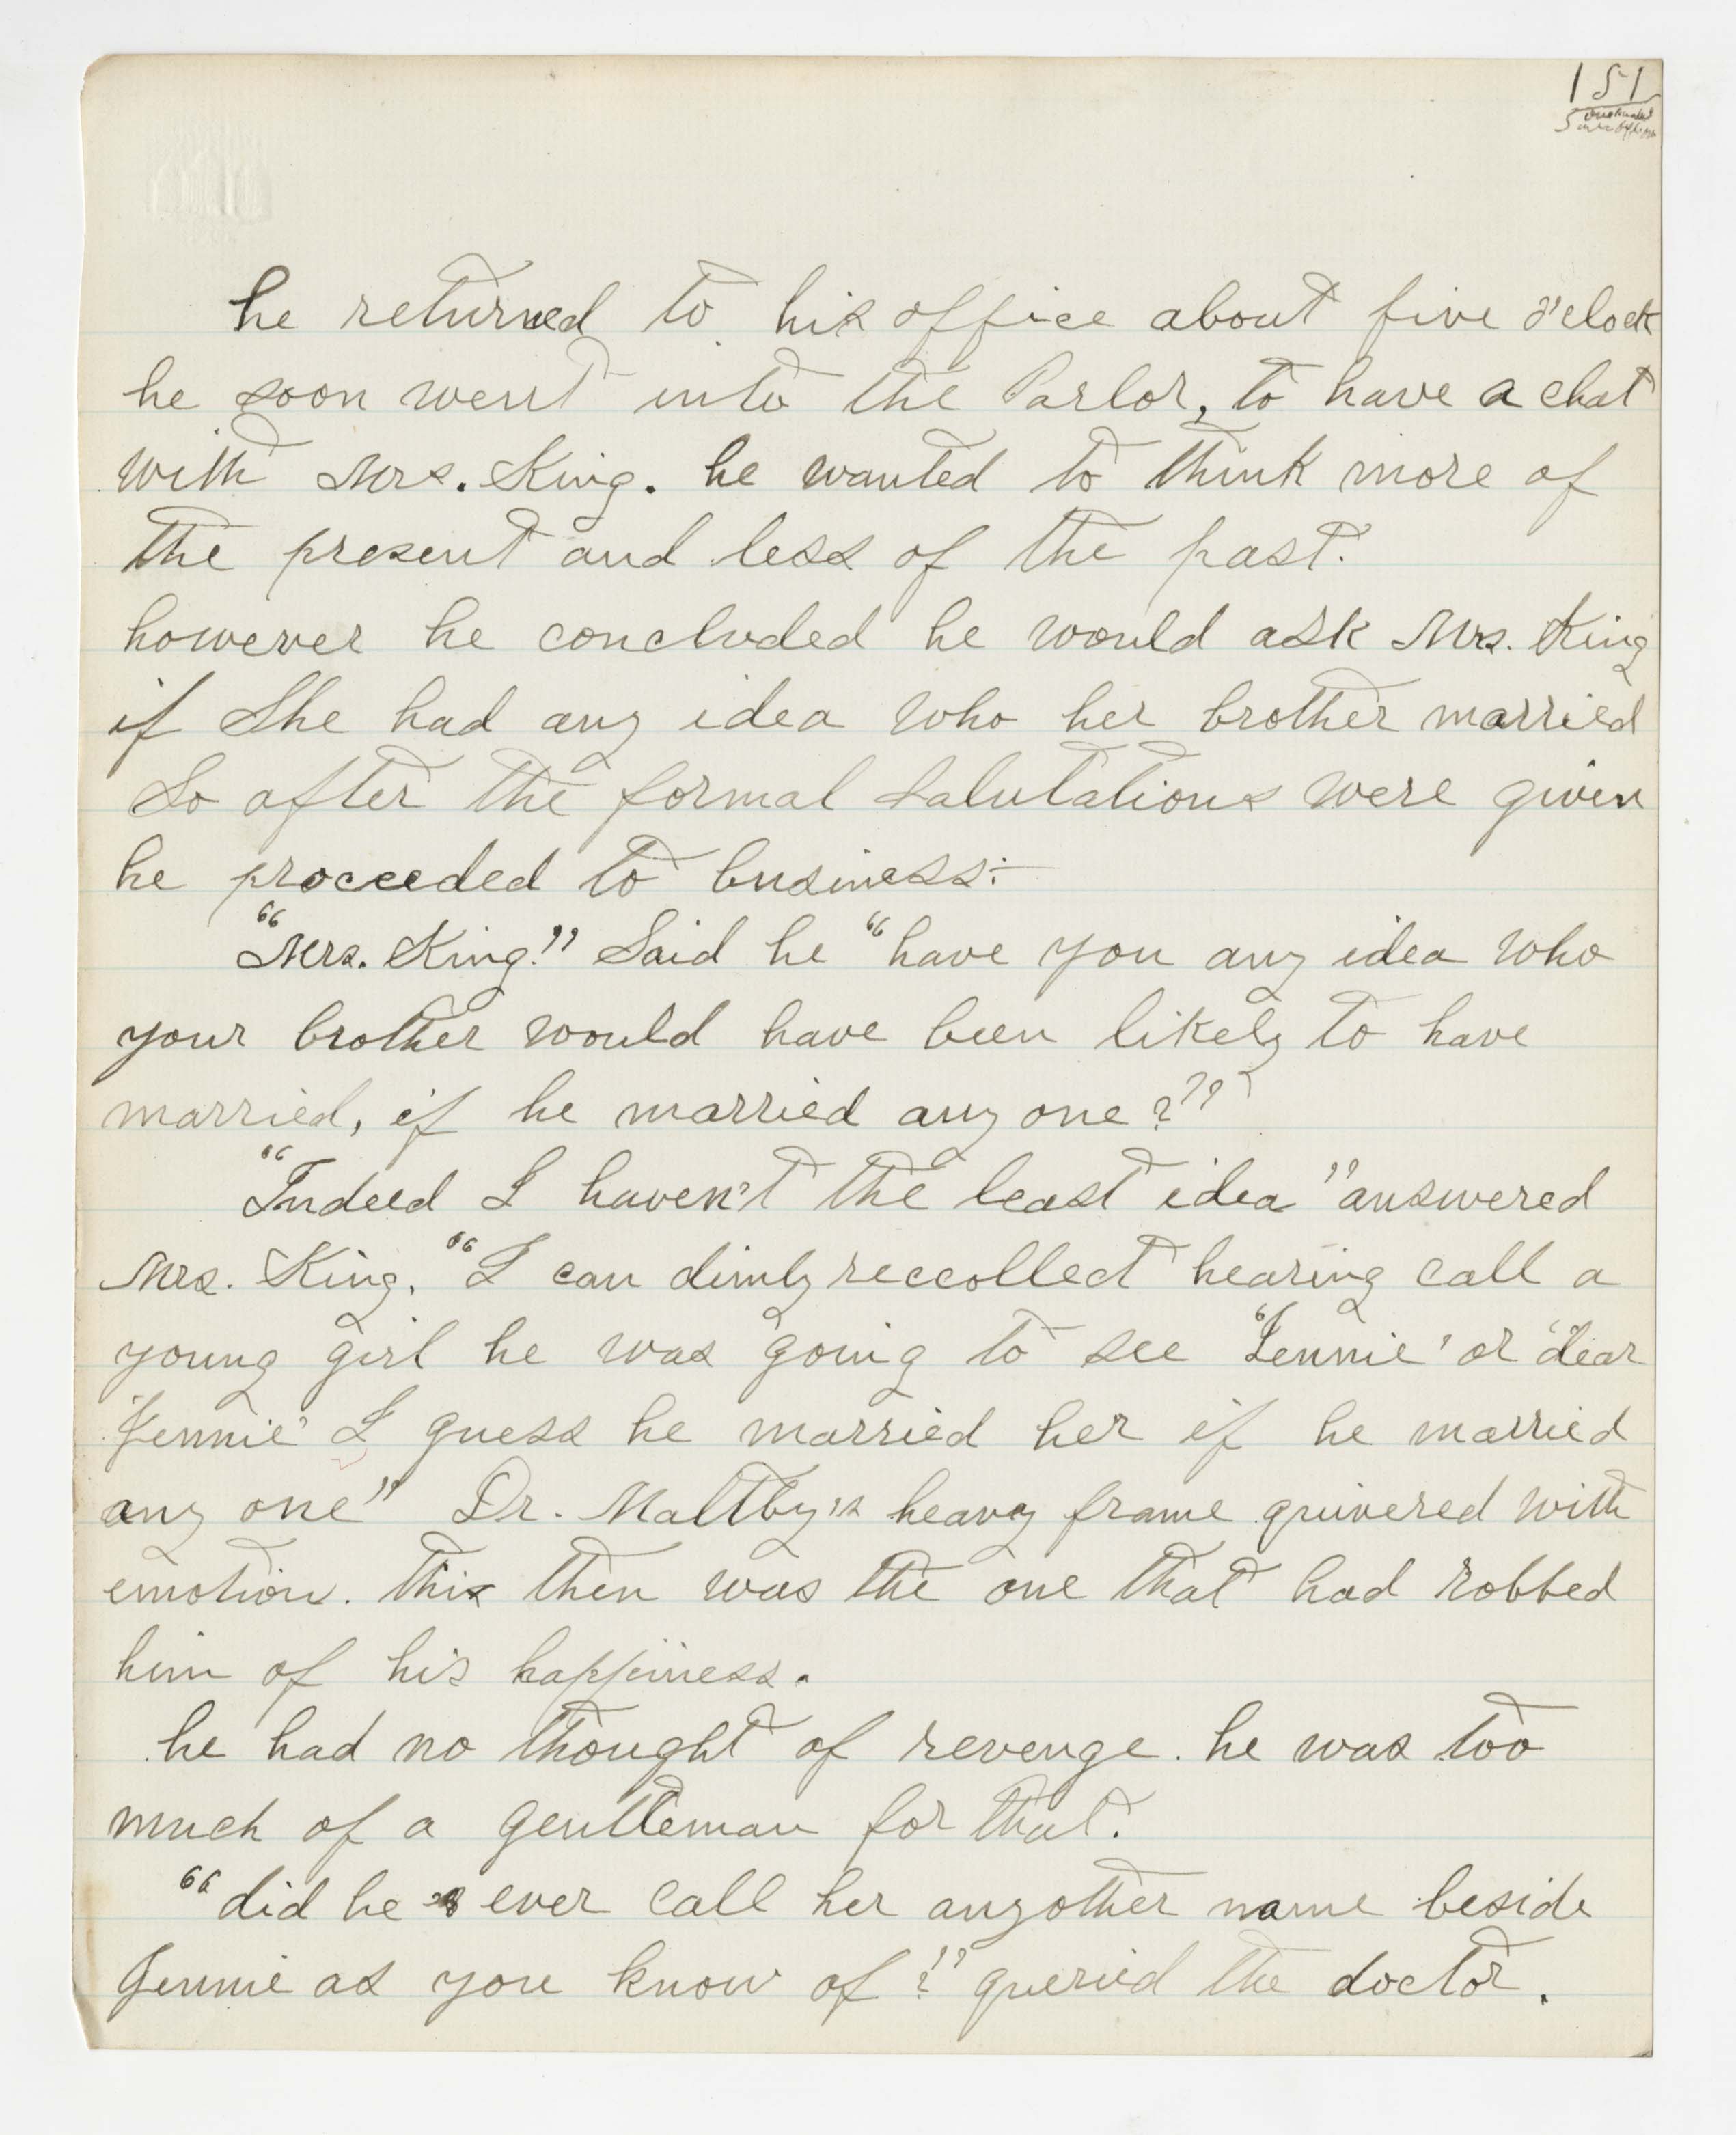 151
he returned to his office about five o'clock
he soon went into the Parlor, to have a chat
with Mrs. King. he wanted to think more of
the present and less of the past.
however he concluded he would ask Mrs. King
if She had any idea who her brother married
So after the formal Salutations were given
he proceeded to business:-
"Mrs. King." Said he "have you any idea who
your brother would have been likely to have
married, if he married any one?"
"Indeed I haven't the least idea" answered
Mrs. King. "I can dimly reccollect hearing call a
young girl he was going to see 'Jennie' or 'dear
Jennie' I guess he married her if he married
any one" Dr. Maltby's heavy frame quivered with
emotion. this then was the one that had robbed
him of his happiness.
he had no thought of revenge. he was too
much of a gentleman for that.
"did he ever call her anyother name beside
Jennie as you know of?" queried the doctor.